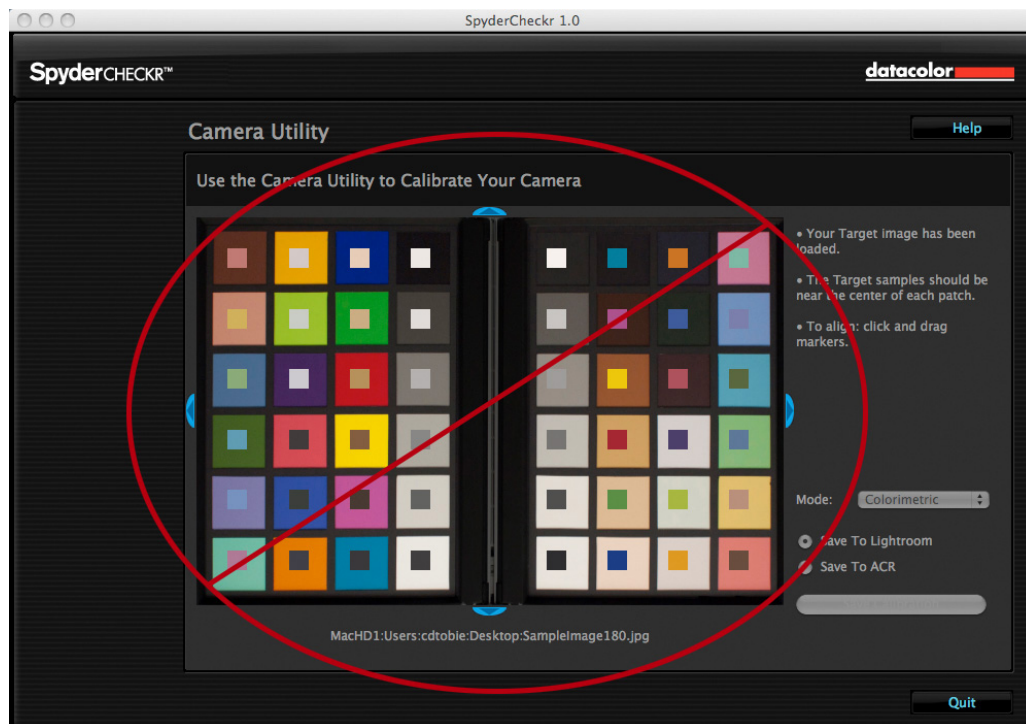 SpyderCheckr 1.0
SpyderCHECKR™
datacolor
Camera Utility
Help
Use the Camera Utility to Calibrate Your Camera
• Your Target image has been
loaded.
• The Target samples should be
near the center of each patch.
• To align: click and drag
markers.
Mode: Colorimetric
Save To Lightroom
Save To ACR
MacHD1:Users:cdtobie:Desktop:SampleImage180.jpg
Quit